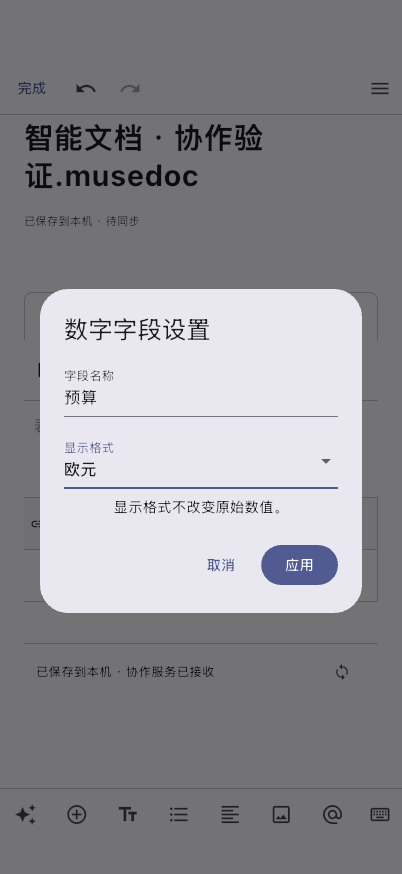 完成
智能文档 · 协作验
证.musedoc
已保存到本机 · 待同步
数字字段设置
字段名称
预算
显示格式
欧元
显示格式不改变原始数值。
取消
应用
已保存到本机 · 协作服务已接收
Tт